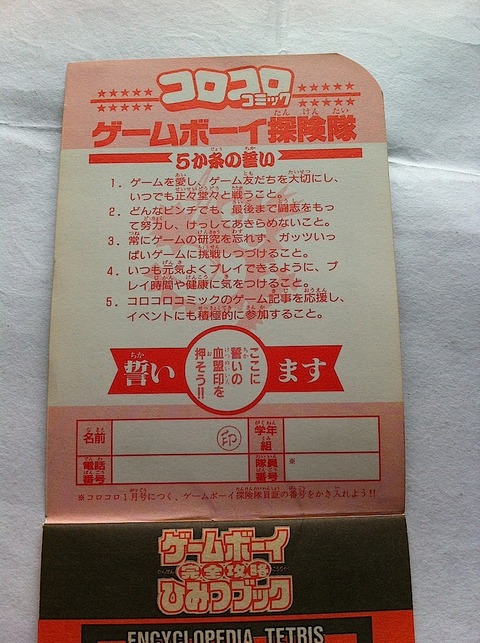 コロコロ
コミック
ゲームボーイ探険隊
5か条の誓い
1. ゲームを愛し、ゲーム友だちを大切にし、
いつでも正々堂々と戦うこと。
2. どんなピンチでも、最後まで闘志をもっ
て努力し、けっしてあきらめないこと。
3. 常にゲームの研究を忘れず、ガッツいっ
ぱいゲームに挑戦しつづけること。
4. いつも元気よくプレイできるように、プ
レイ時間や健康に気をつけること。
5. コロコロコミックのゲーム記事を応援し、
イベントにも積極的に参加すること。
誓い
ここに
誓いの
血盟印を
押そう!!
ます
名前
印
学年
組
電話
番号
隊員
番号
※
※コロコロ1月号につく、ゲームボーイ探険隊員証の番号をかき入れよう!!
ゲームボーイ
完全攻略
ひみつブック
ENCYCLOPEDIA TETRIS